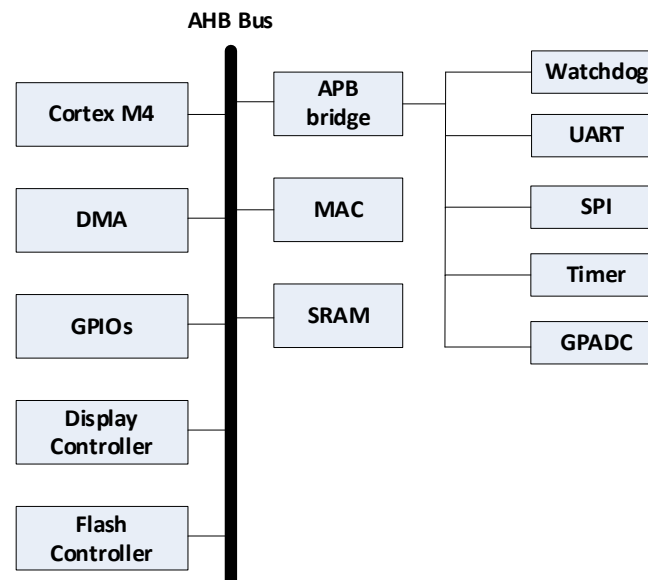 AHB Bus
Cortex M4
DMA
GPIOs
Display
Controller
Flash
Controller
APB
bridge
MAC
SRAM
Watchdog
UART
SPI
Timer
GPADC